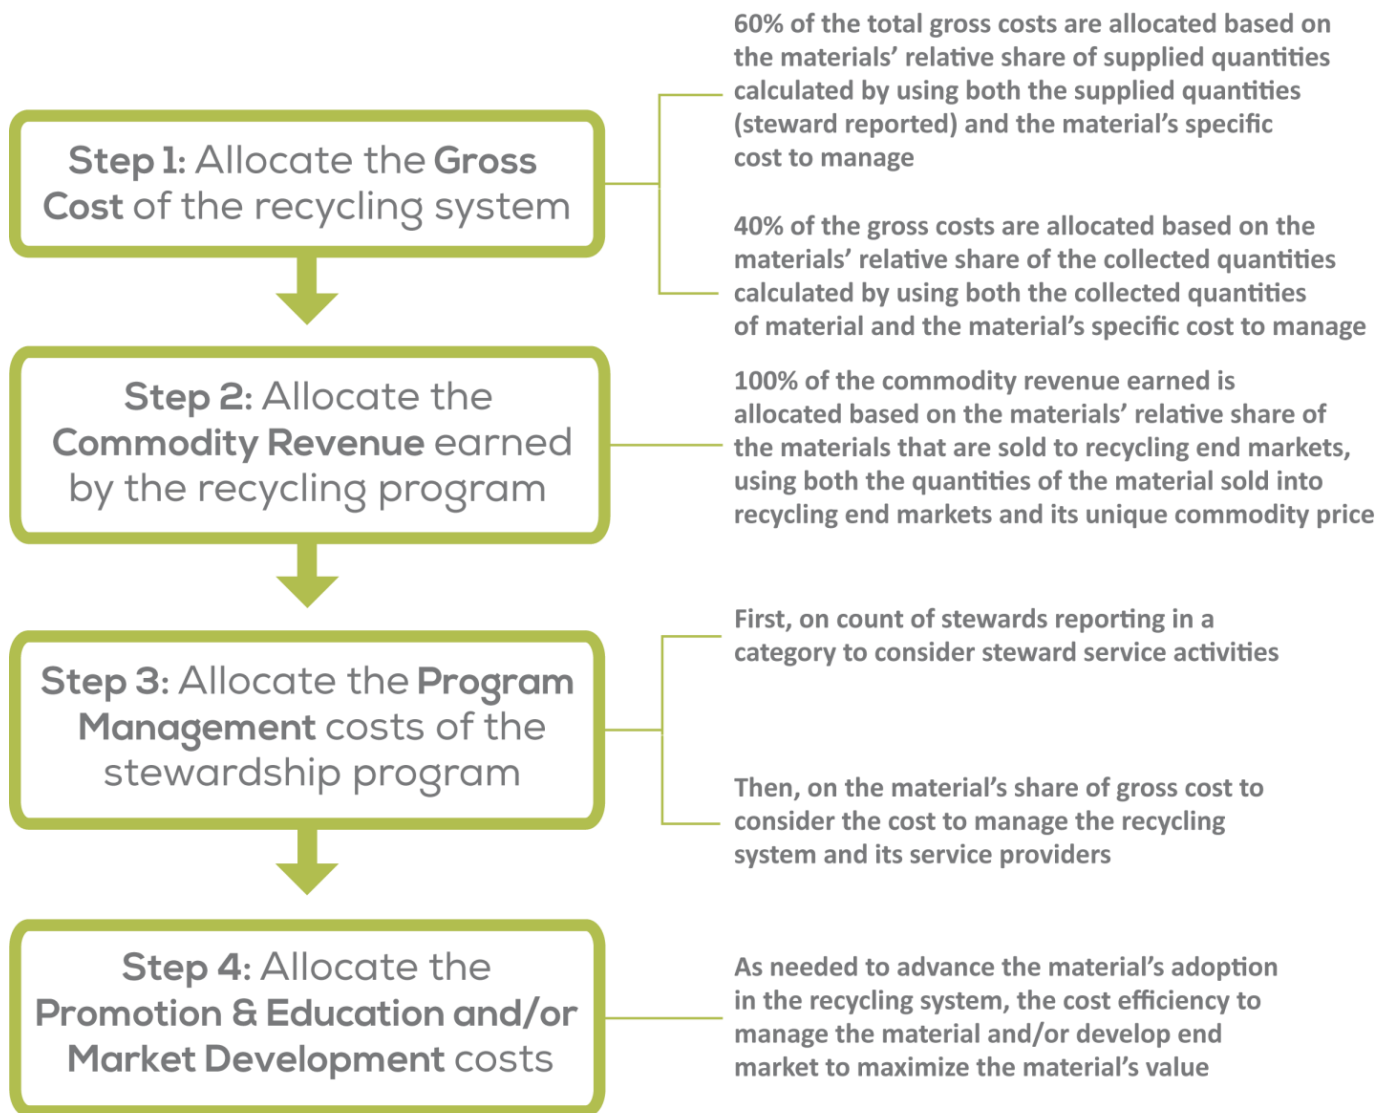 Step 1: Allocate the Gross
Cost of the recycling system
60% of the total gross costs are allocated based on
the materials’ relative share of supplied quantities
calculated by using both the supplied quantities
(steward reported) and the material’s specific
cost to manage
40% of the gross costs are allocated based on the
materials’ relative share of the collected quantities
calculated by using both the collected quantities
of material and the material’s specific cost to manage
Step 2: Allocate the
Commodity Revenue earned
by the recycling program
100% of the commodity revenue earned is
allocated based on the materials’ relative share of
the materials that are sold to recycling end markets,
using both the quantities of the material sold into
recycling end markets and its unique commodity price
Step 3: Allocate the Program
Management costs of the
stewardship program
First, on count of stewards reporting in a
category to consider steward service activities
Then, on the material’s share of gross cost to
consider the cost to manage the recycling
system and its service providers
Step 4: Allocate the
Promotion & Education and/or
Market Development costs
As needed to advance the material’s adoption
in the recycling system, the cost efficiency to
manage the material and/or develop end
market to maximize the material’s value